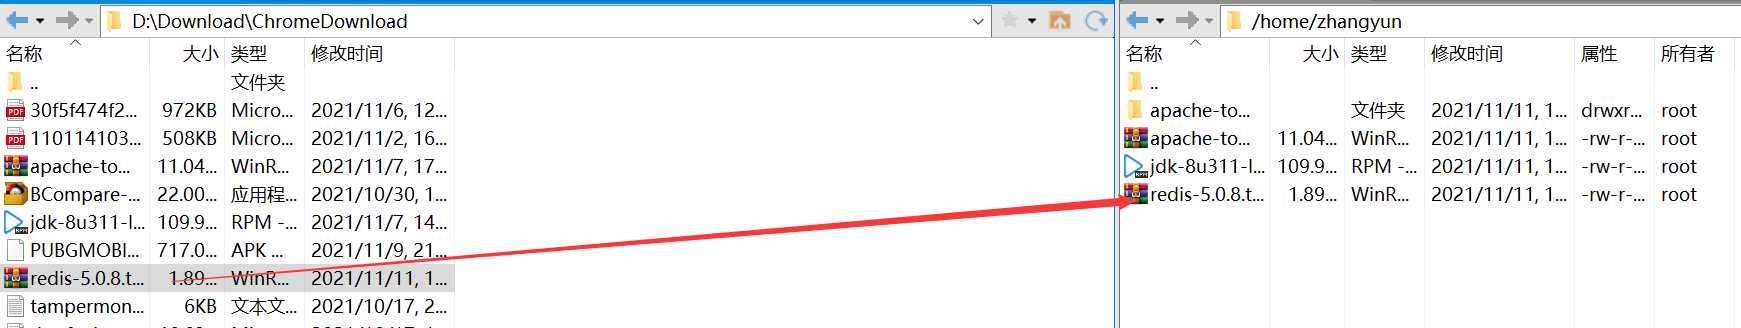 D:\Download\ChromeDownload
名称 大小 类型 修改时间
.. 文件夹
30f5f474f2... 972KB Micro... 2021/11/6, 12...
110114103... 508KB Micro... 2021/11/2, 16...
apache-to... 11.04... WinR... 2021/11/7, 17...
BCompare-... 22.00... 应用程... 2021/10/30, 1...
jdk-8u311-l... 109.9... RPM -... 2021/11/7, 14...
PUBGMOBI... 717.0... APK ... 2021/11/9, 21...
redis-5.0.8.t... 1.89... WinR... 2021/11/11, 1...
tampermon... 6KB 文本文... 2021/10/17, 2...
/home/zhangyun
名称 大小 类型 修改时间 属性 所有者
..
apache-to... 文件夹 2021/11/11, 1... drwxr... root
apache-to... 11.04... WinR... 2021/11/11, 1... -rw-r-... root
jdk-8u311-l... 109.9... RPM -... 2021/11/11, 1... -rw-r-... root
redis-5.0.8.t... 1.89... WinR... 2021/11/11, 1... -rw-r-... root